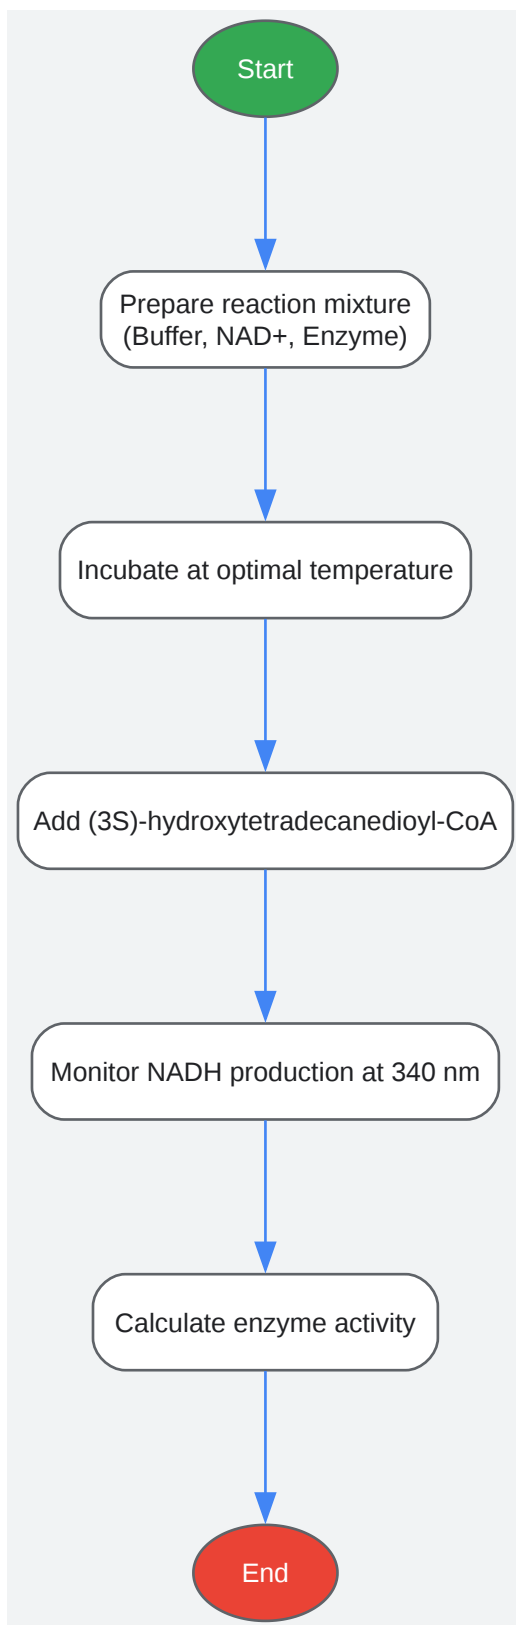 Start
Prepare reaction mixture
(Buffer, NAD+, Enzyme)
Incubate at optimal temperature
Add (3S)-hydroxytetradecanedioyl-CoA
Monitor NADH production at 340 nm
Calculate enzyme activity
End